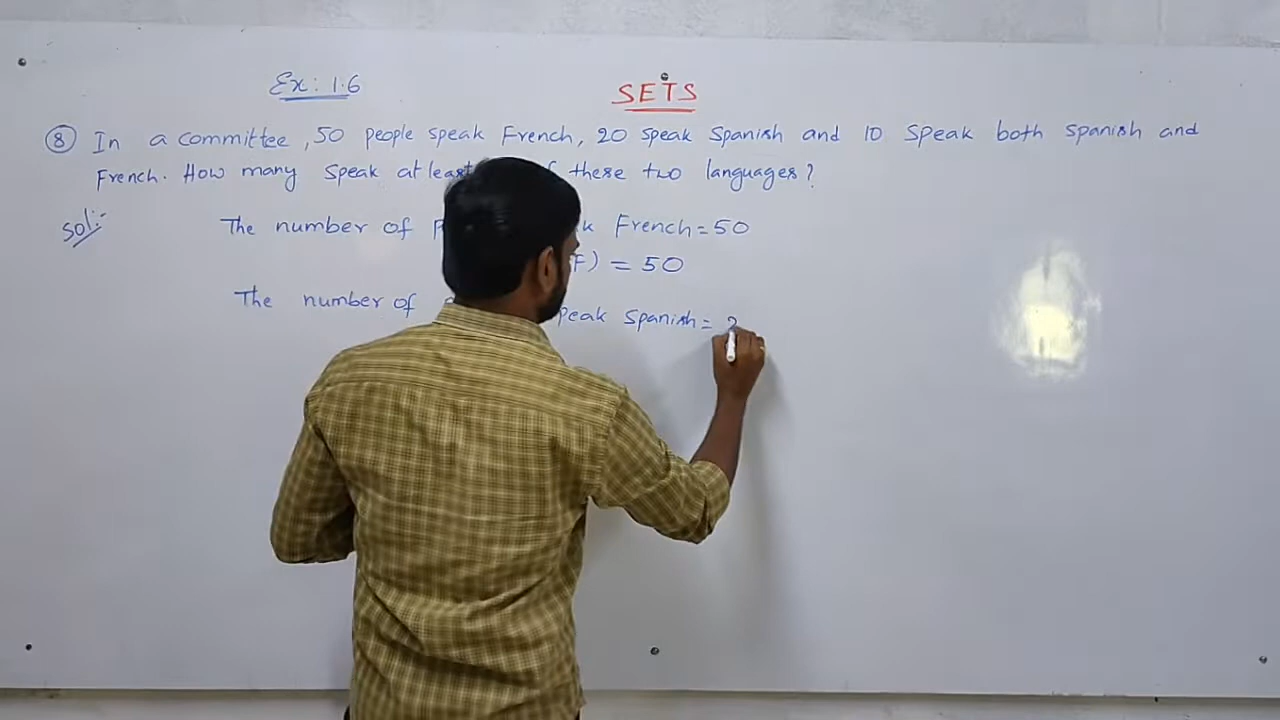 Ex: 1.6
SETS
8 In a committee, 50 people speak French, 20 speak Spanish and 10 speak both spanish and
French. How many speak at least these two languages?
Sol:- The number of French = 50
F) = 50
The number of speak Spanish =